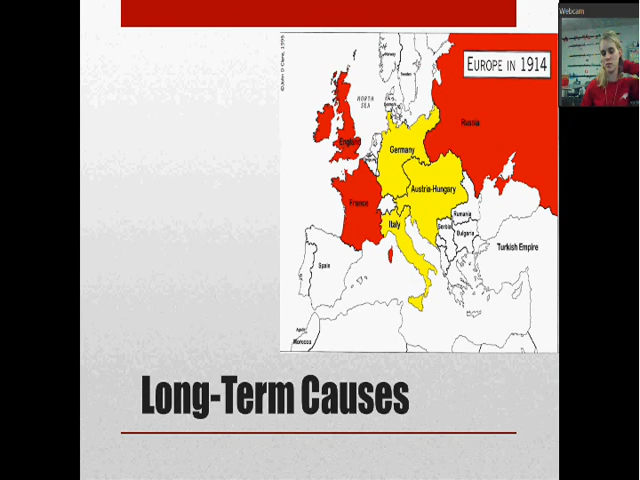 Webcam
EUROPE IN 1914
NORTH
SEA
Russia
England
Germany
Austria-Hungary
France
Italy
Rumania
Serbia
Bulgaria
Turkish Empire
Spain
Morocco
Long-Term Causes